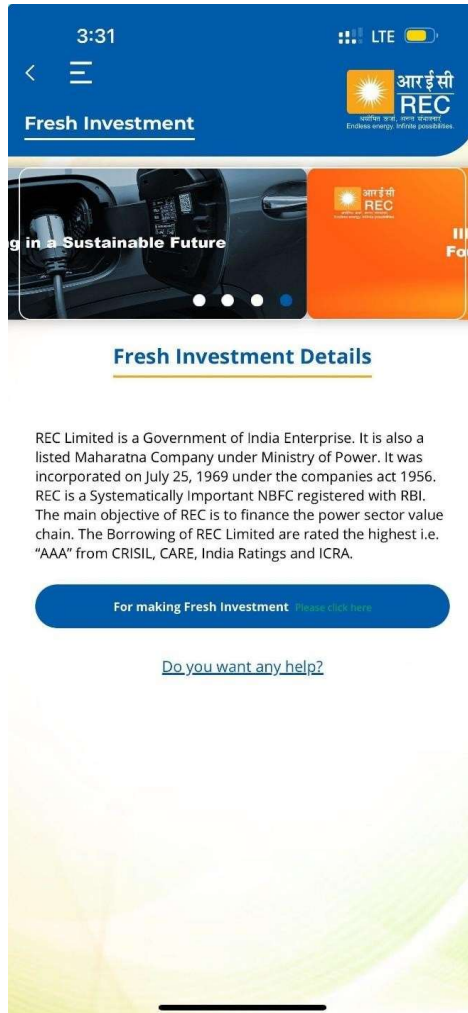 3:31
LTE
आर ई सी
REC
Endless energy. Infinite possibilities.
Fresh Investment
g in a Sustainable Future
आर ई सी
REC
Fo
Fresh Investment Details
REC Limited is a Government of India Enterprise. It is also a
listed Maharatna Company under Ministry of Power. It was
incorporated on July 25, 1969 under the companies act 1956.
REC is a Systematically Important NBFC registered with RBI.
The main objective of REC is to finance the power sector value
chain. The Borrowing of REC Limited are rated the highest i.e.
“AAA” from CRISIL, CARE, India Ratings and ICRA.
For making Fresh Investment Please click here
Do you want any help?